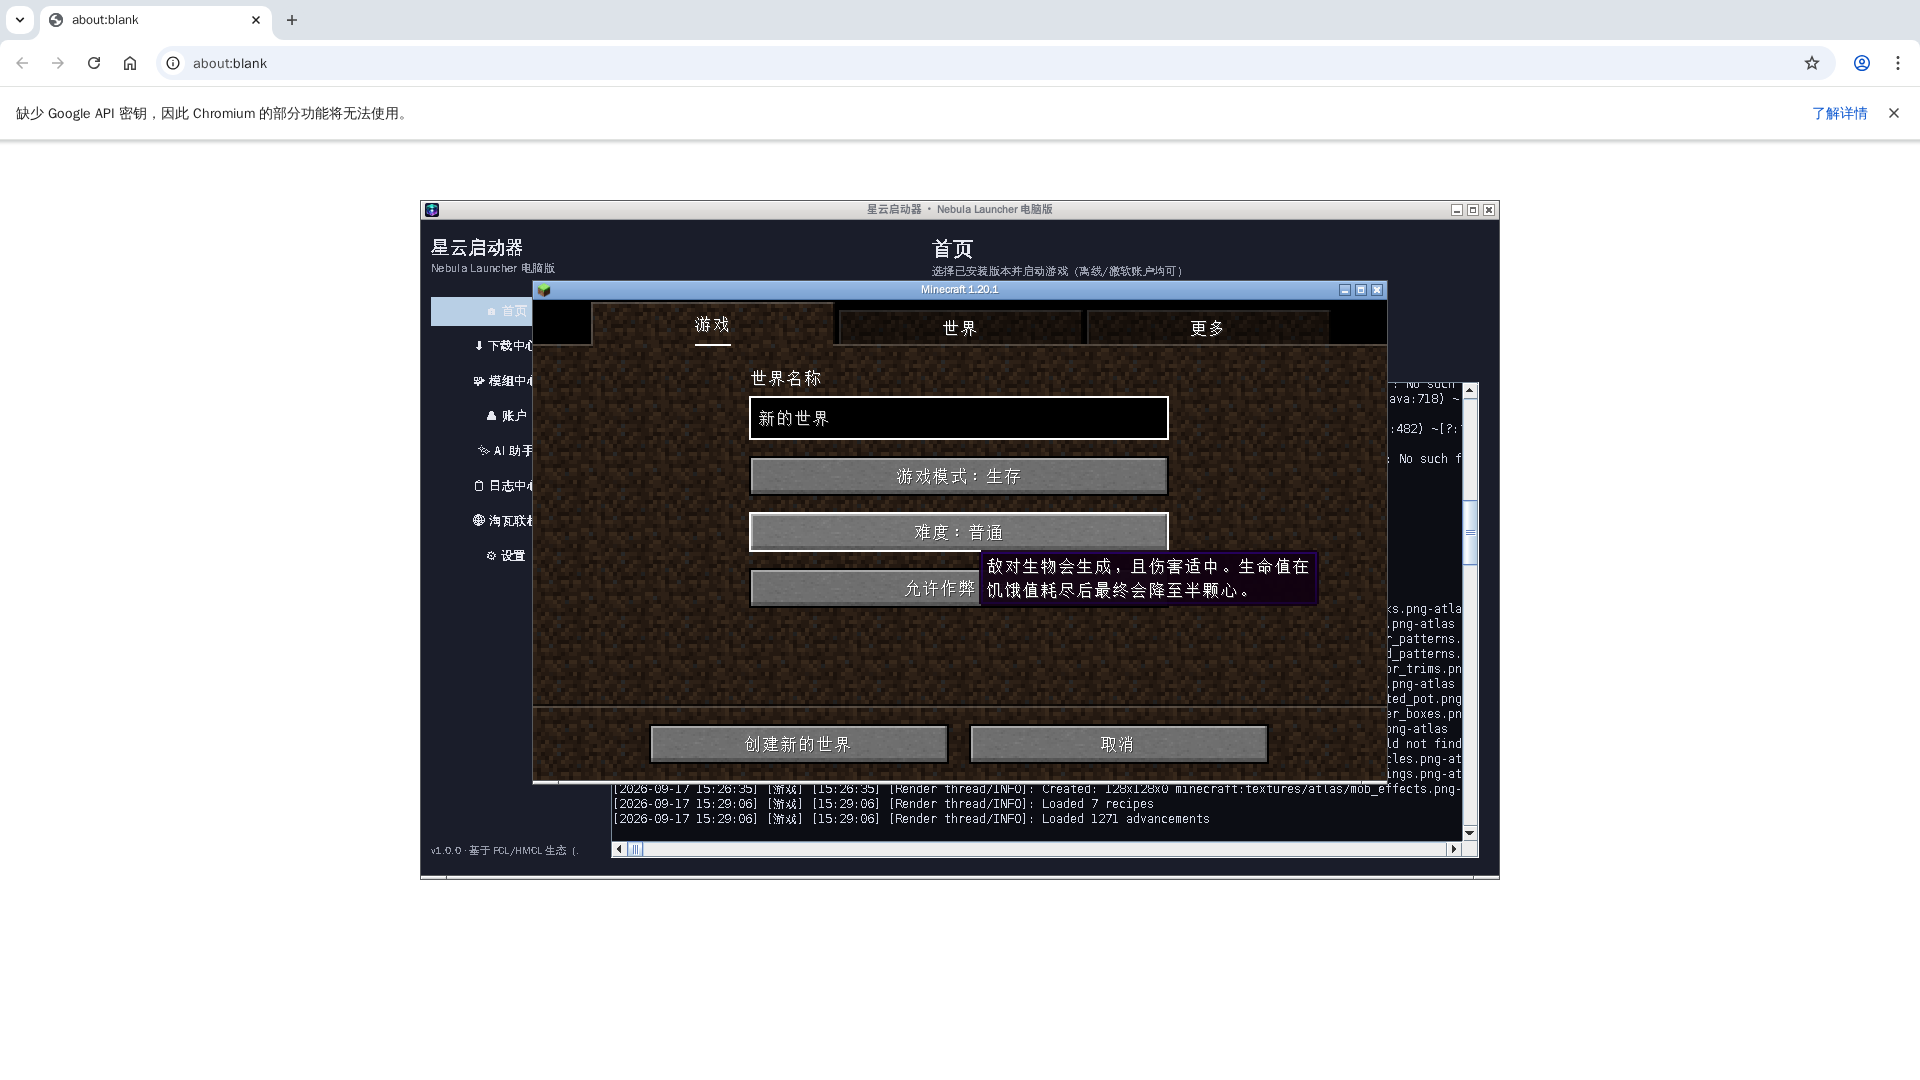 about:blank
about:blank
缺少 Google API 密钥，因此 Chromium 的部分功能将无法使用。
了解详情
星云启动器 · Nebula Launcher 电脑版
星云启动器
Nebula Launcher 电脑版
首页
选择已安装版本并启动游戏（离线/微软账户均可）
首页
下载中心
模组中心
账户
AI 助手
日志中心
淘瓦联机
设置
v1.0.0 · 基于 FCL/HMCL 生态（.
Minecraft 1.20.1
游戏
世界
更多
世界名称
新的世界
游戏模式：生存
难度：普通
敌对生物会生成，且伤害适中。生命值在
饥饿值耗尽后最终会降至半颗心。
允许作弊
创建新的世界
取消
: No such
ava:718) ~
:482) ~[?:
: No such f
ks.png-atla
.png-atlas
r_patterns.
d_patterns.
or_trims.pn
.png-atlas
ted_pot.png
er_boxes.pn
png-atlas
ld not find
cles.png-at
ings.png-at
[2026-09-17 15:26:35] [游戏] [15:26:35] [Render thread/INFO]: Created: 128x128x0 minecraft:textures/atlas/mob_effects.png-
[2026-09-17 15:29:06] [游戏] [15:29:06] [Render thread/INFO]: Loaded 7 recipes
[2026-09-17 15:29:06] [游戏] [15:29:06] [Render thread/INFO]: Loaded 1271 advancements